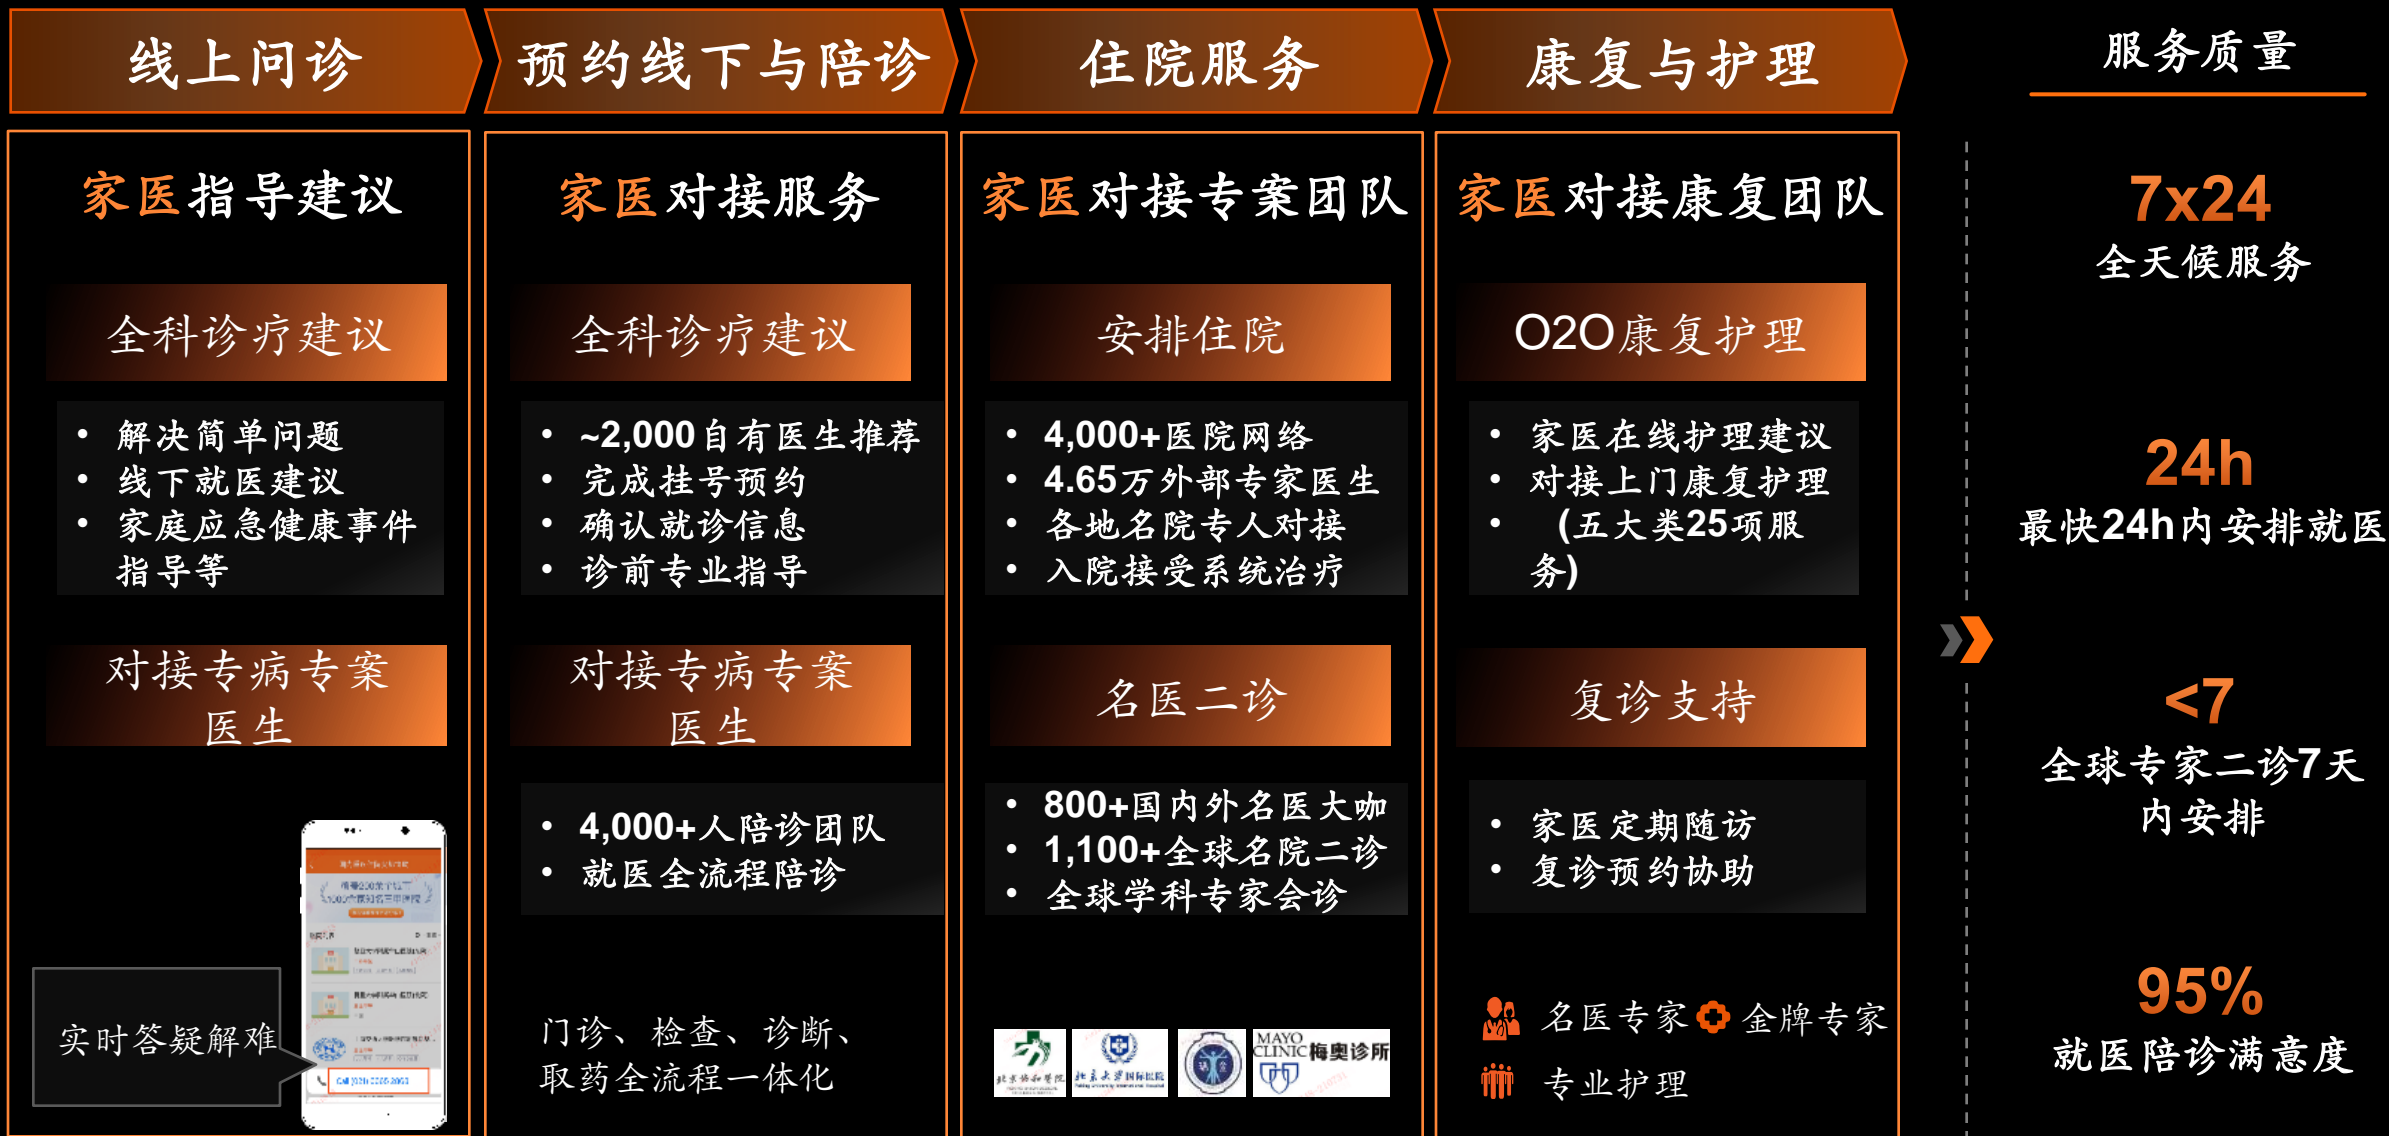 线上问诊
预约线下与陪诊
住院服务
康复与护理
服务质量
家医指导建议
全科诊疗建议
• 解决简单问题
• 线下就医建议
• 家庭应急健康事件
指导等
对接专病专案
医生
实时答疑解难
家医对接服务
全科诊疗建议
• ~2,000自有医生推荐
• 完成挂号预约
• 确认就诊信息
• 诊前专业指导
对接专病专案
医生
• 4,000+人陪诊团队
• 就医全流程陪诊
门诊、检查、诊断、
取药全流程一体化
家医对接专案团队
安排住院
• 4,000+医院网络
• 4.65万外部专家医生
• 各地名院专人对接
• 入院接受系统治疗
名医二诊
• 800+国内外名医大咖
• 1,100+全球名院二诊
• 全球学科专家会诊
北京协和医院
北京大学国际医院
MAYO
CLINIC 梅奥诊所
家医对接康复团队
O2O康复护理
• 家医在线护理建议
• 对接上门康复护理
• (五大类25项服
务)
复诊支持
• 家医定期随访
• 复诊预约协助
名医专家 金牌专家
专业护理
7x24
全天候服务
24h
最快24h内安排就医
<7
全球专家二诊7天
内安排
95%
就医陪诊满意度